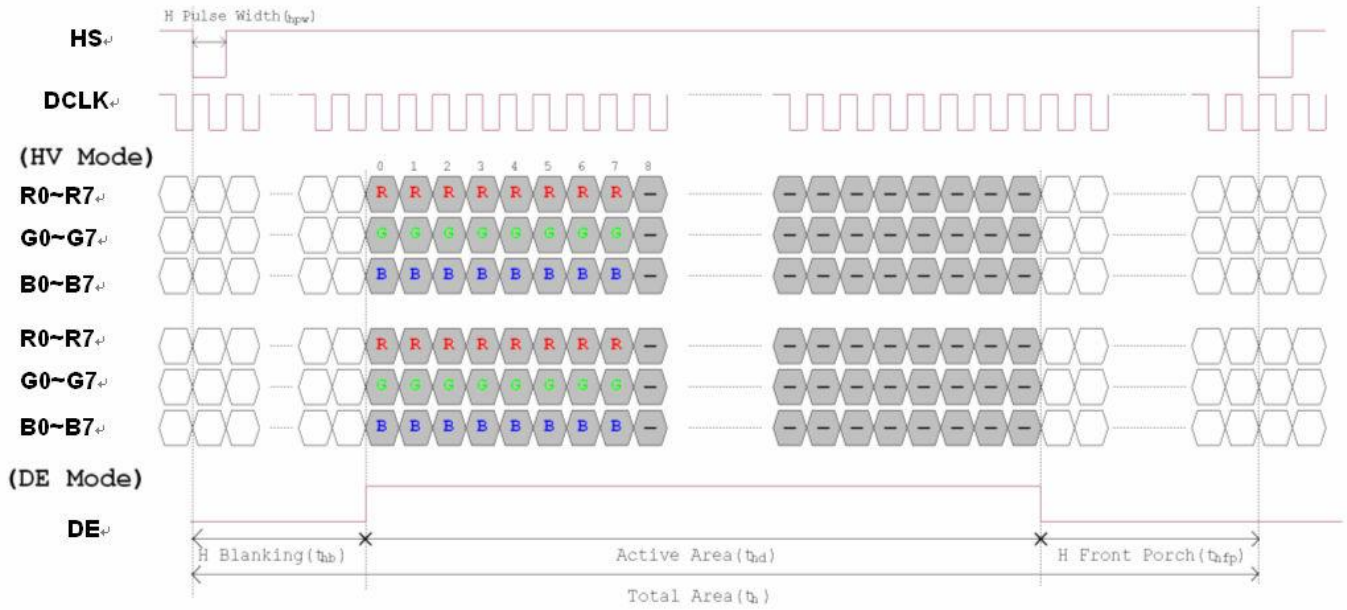 H Pulse Width(thpw)
HS↵
DCLK↵
(HV Mode)
0 1 2 3 4 5 6 7 8
R0~R7↵ R R R R R R R R — — — — — — — — —
G0~G7↵ G G G G G G G G — — — — — — — — —
B0~B7↵ B B B B B B B B — — — — — — — — —
R0~R7↵ R R R R R R R R — — — — — — — — —
G0~G7↵ G G G G G G G G — — — — — — — — —
B0~B7↵ B B B B B B B B — — — — — — — — —
(DE Mode)
DE↵
H Blanking(thb) Active Area(thd) H Front Porch(thfp)
Total Area(th)